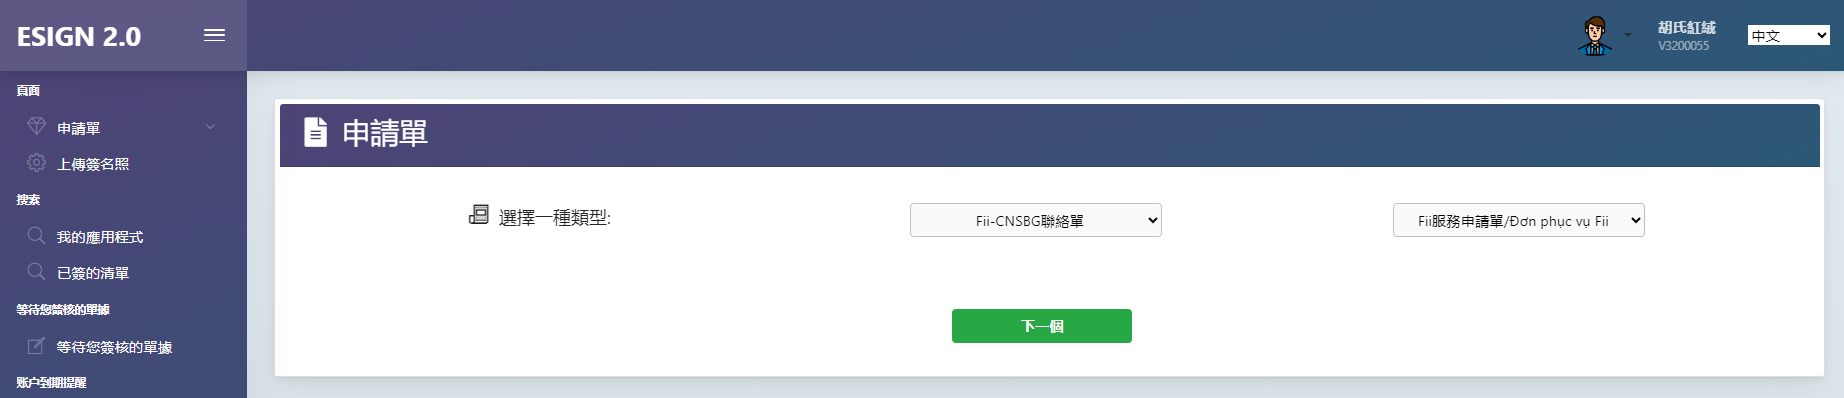 ESIGN 2.0
胡氏紅絨
V3200055
中文
頁面
申請單
上傳簽名照
搜索
我的應用程式
已簽的清單
等待您簽核的單據
等待您簽核的單據
账户到期提醒
申請單
選擇一種類型:
Fii-CNSBG聯絡單
Fii服務申請單/Đơn phục vụ Fii
下一個